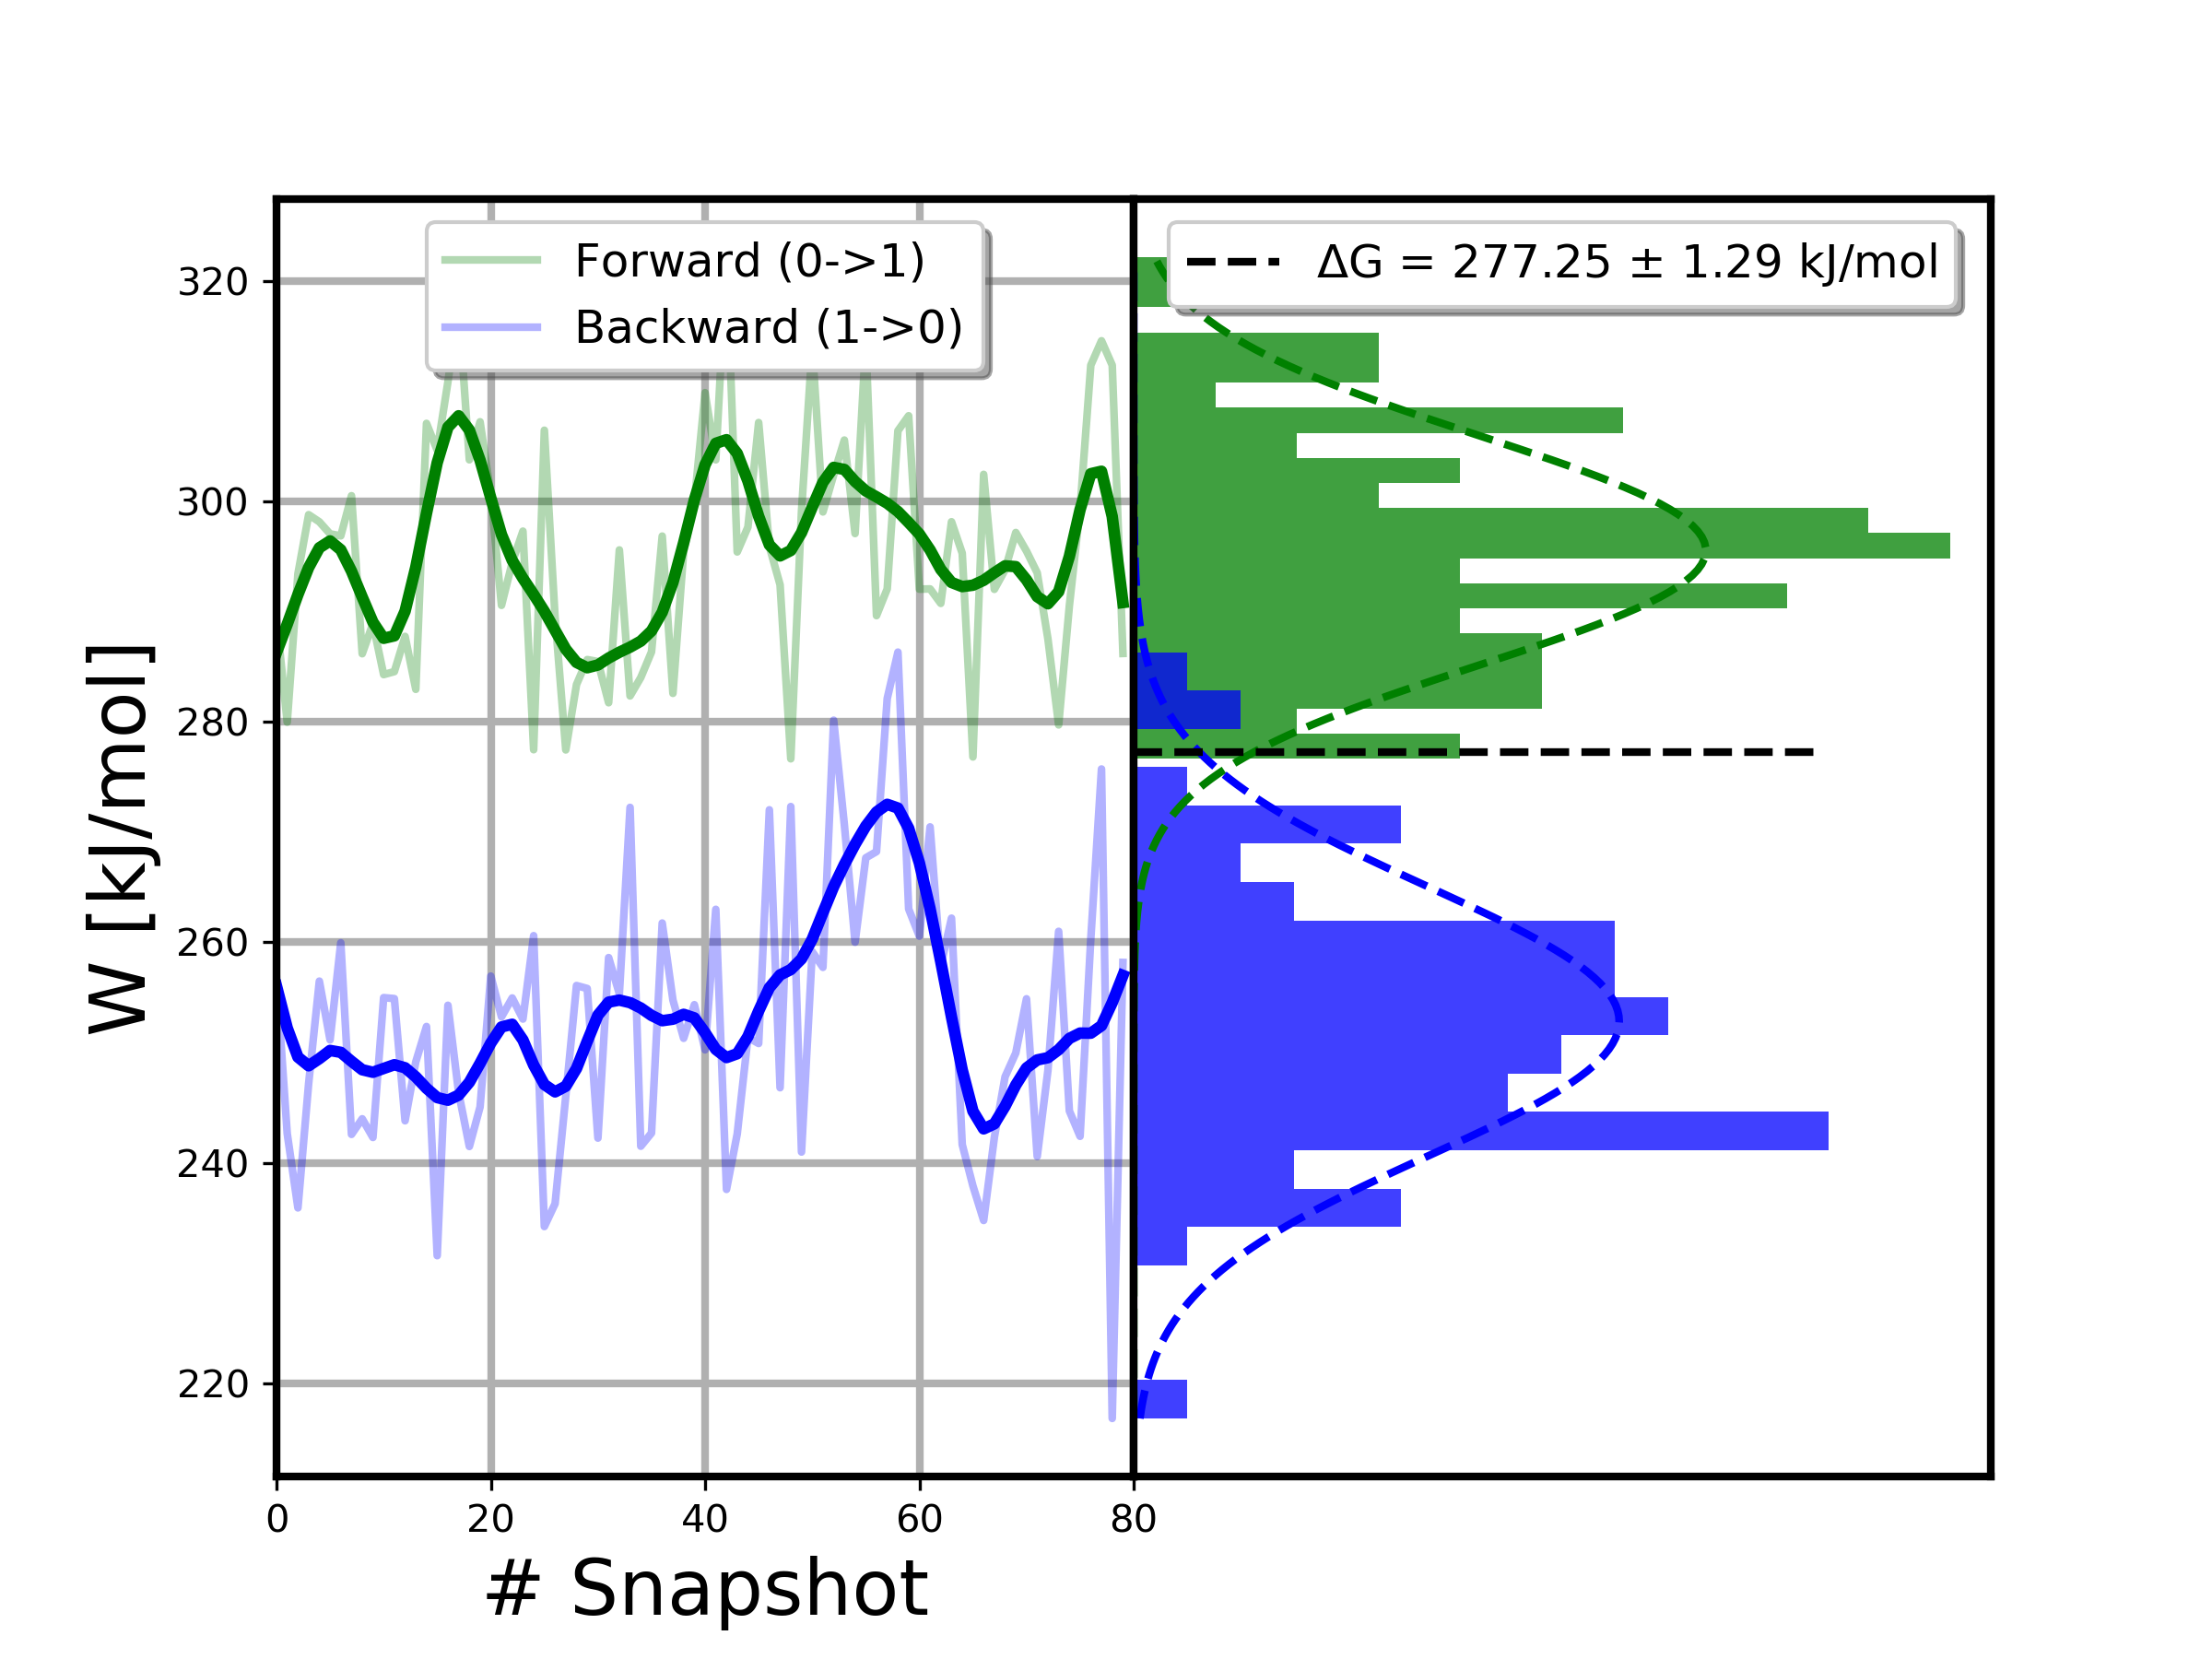 Forward (0->1)
Backward (1->0)
ΔG = 277.25 ± 1.29 kJ/mol
W [kJ/mol]
320
300
280
260
240
220
0 20 40 60 80
# Snapshot